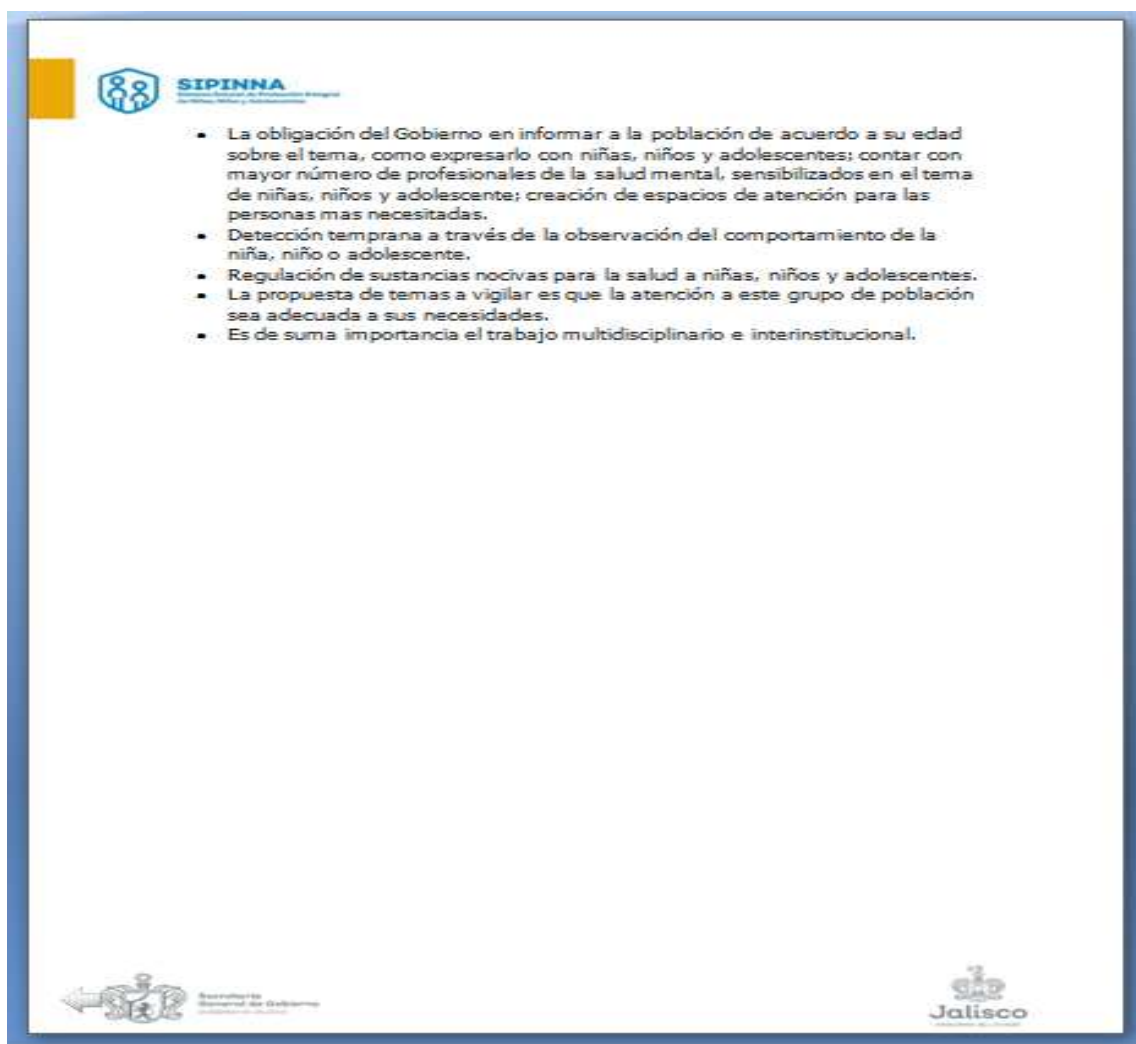 SIPINNA
La obligación del Gobierno en informar a la población de acuerdo a su edad
sobre el tema, como expresarlo con niñas, niños y adolescentes; contar con
mayor número de profesionales de la salud mental, sensibilizados en el tema
de niñas, niños y adolescente; creación de espacios de atención para las
personas mas necesitadas.
Detección temprana a través de la observación del comportamiento de la
niña, niño o adolescente.
Regulación de sustancias nocivas para la salud a niñas, niños y adolescentes.
La propuesta de temas a vigilar es que la atención a este grupo de población
sea adecuada a sus necesidades.
Es de suma importancia el trabajo multidisciplinario e interinstitucional.
Secretaría
General de Gobierno
Jalisco